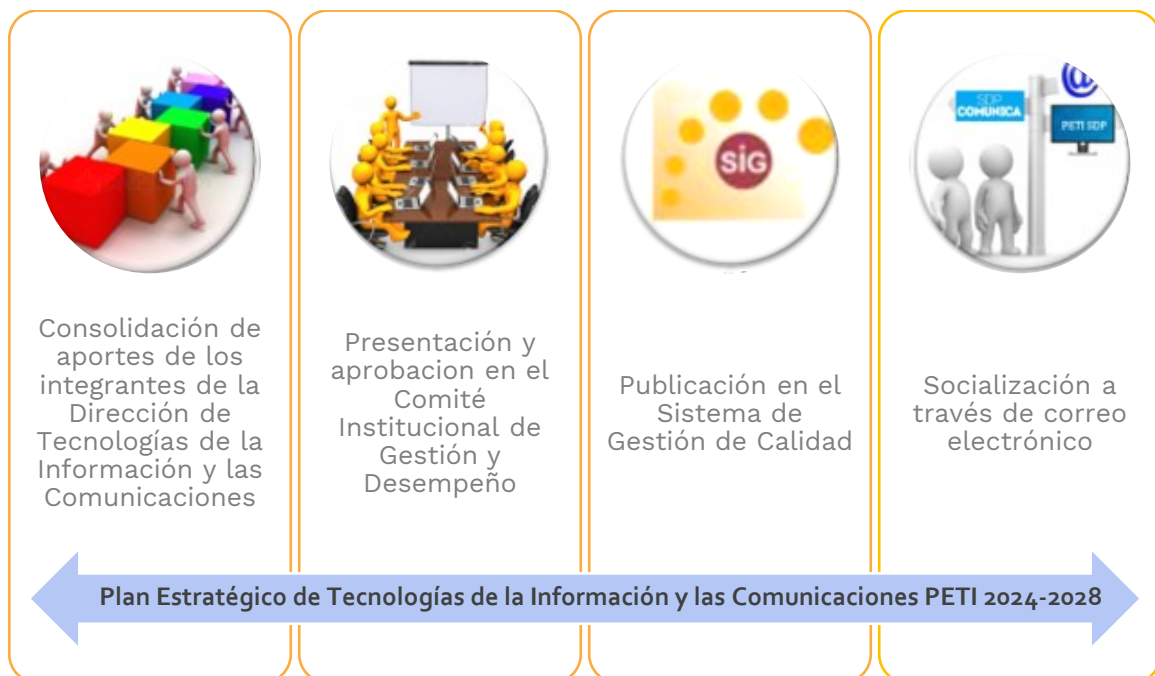 SiG
@
SDP
COMUNICA
PETI SDP
Consolidación de
aportes de los
integrantes de la
Dirección de
Tecnologías de la
Información y las
Comunicaciones
Presentación y
aprobacion en el
Comité
Institucional de
Gestión y
Desempeño
Publicación en el
Sistema de
Gestión de Calidad
Socialización a
través de correo
electrónico
Plan Estratégico de Tecnologías de la Información y las Comunicaciones PETI 2024-2028